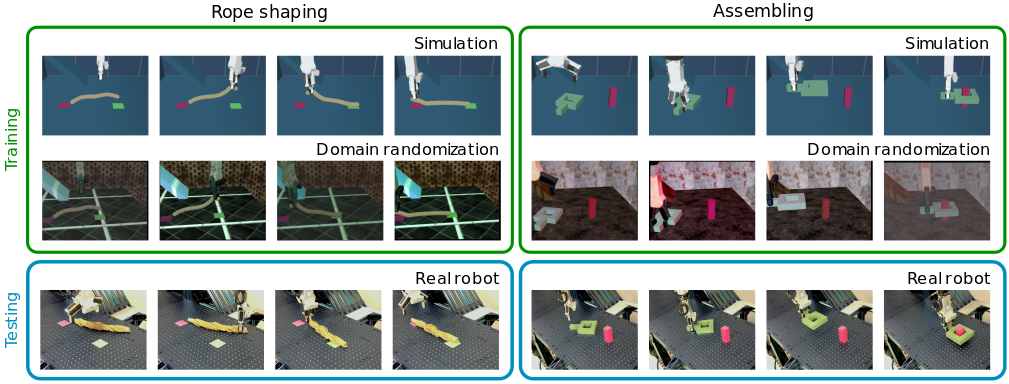 Rope shaping
Assembling
Training
Simulation
Simulation
Domain randomization
Domain randomization
Testing
Real robot
Real robot